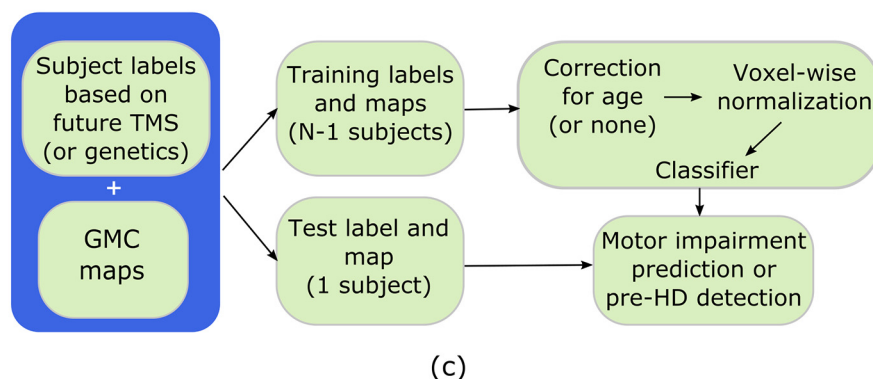 Subject labels
based on
future TMS
(or genetics)
+
GMC
maps
Training labels
and maps
(N-1 subjects)
Test label and
map
(1 subject)
Correction
for age
(or none)
Voxel-wise
normalization
Classifier
Motor impairment
prediction or
pre-HD detection
(c)